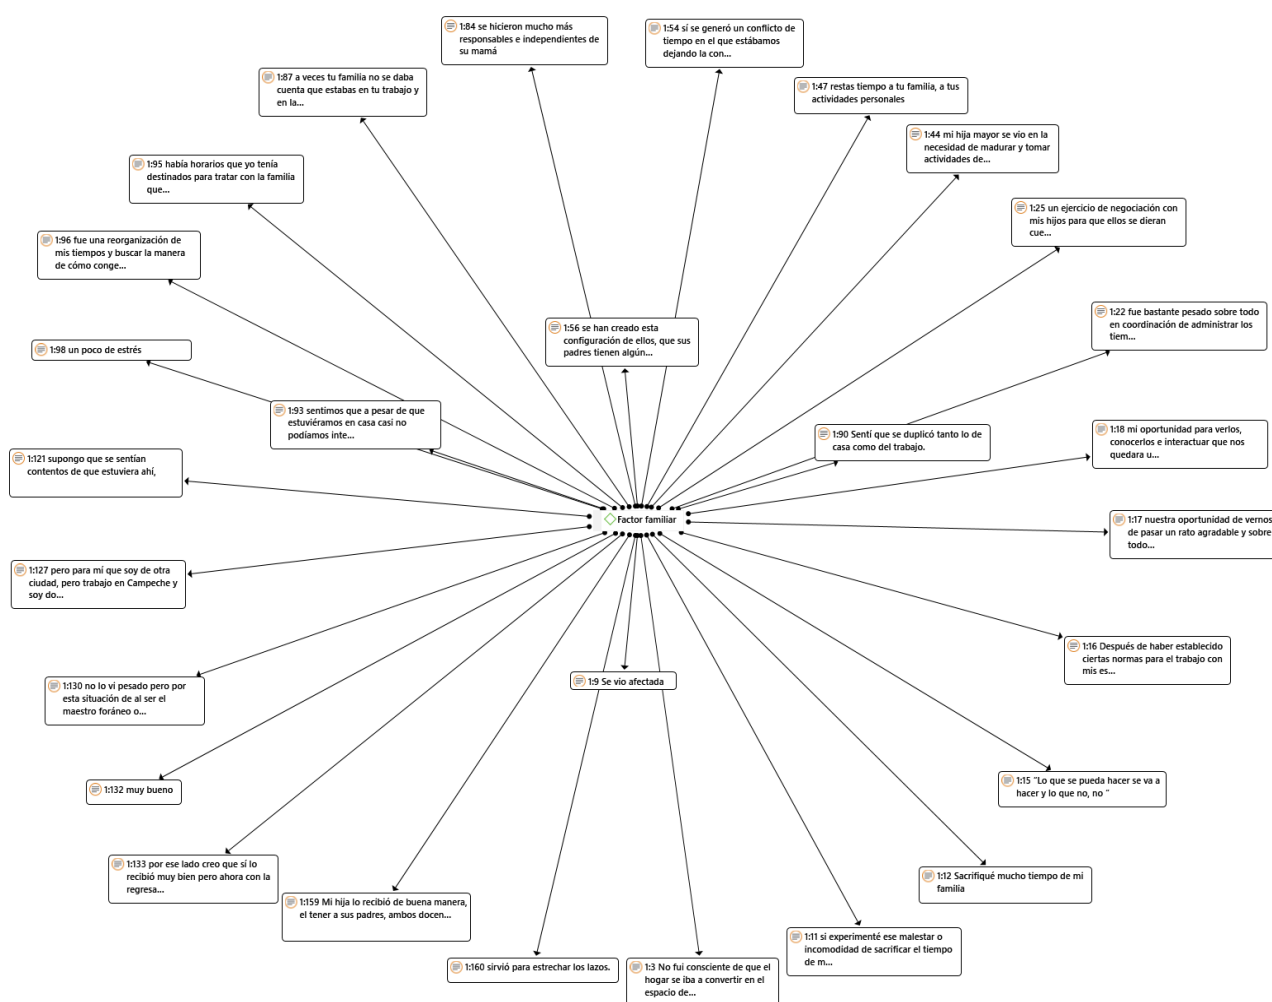 1:84 se hicieron mucho más
responsables e independientes de
su mamá
1:54 sí se generó un conflicto de
tiempo en el que estábamos
dejando la con...
1:87 a veces tu familia no se daba
cuenta que estabas en tu trabajo y
en la...
1:47 restas tiempo a tu familia, a tus
actividades personales
1:44 mi hija mayor se vio en la
necesidad de madurar y tomar
actividades de...
1:95 había horarios que yo tenía
destinados para tratar con la familia
que...
1:25 un ejercicio de negociación con
mis hijos para que ellos se dieran
cue...
1:96 fue una reorganización de
mis tiempos y buscar la manera
de cómo conge...
1:22 fue bastante pesado sobre todo
en coordinación de administrar los
tiem...
1:56 se han creado esta
configuración de ellos, que sus
padres tienen algún...
1:98 un poco de estrés
1:93 sentimos que a pesar de que
estuviéramos en casa casi no
podíamos inte...
1:90 Sentí que se duplicó tanto lo de
casa como del trabajo.
1:18 mi oportunidad para verlos,
conocerlos e interactuar que nos
quedara u...
1:121 supongo que se sentían
contentos de que estuviera ahí,
Factor familiar
1:17 nuestra oportunidad de vernos
de pasar un rato agradable y sobre
todo...
1:127 pero para mí que soy de otra
ciudad, pero trabajo en Campeche y
soy do...
1:16 Después de haber establecido
ciertas normas para el trabajo con
mis es...
1:9 Se vio afectada
1:130 no lo vi pesado pero por
esta situación de al ser el
maestro foráneo o...
1:15 “Lo que se pueda hacer se va a
hacer y lo que no, no “
1:132 muy bueno
1:133 por ese lado creo que sí lo
recibió muy bien pero ahora con la
regresa...
1:12 Sacrifiqué mucho tiempo de mi
familia
1:159 Mi hija lo recibió de buena manera,
el tener a sus padres, ambos docen...
1:11 si experimenté ese malestar o
incomodidad de sacrificar el tiempo
de m...
1:160 sirvió para estrechar los lazos.
1:3 No fui consciente de que el
hogar se iba a convertir en el
espacio de...